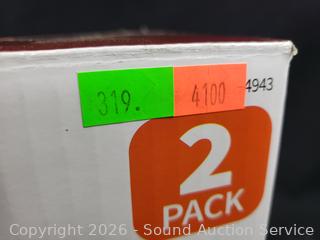 319. 4100 -4943
2
PACK
Copyright 2026 - Sound Auction Service